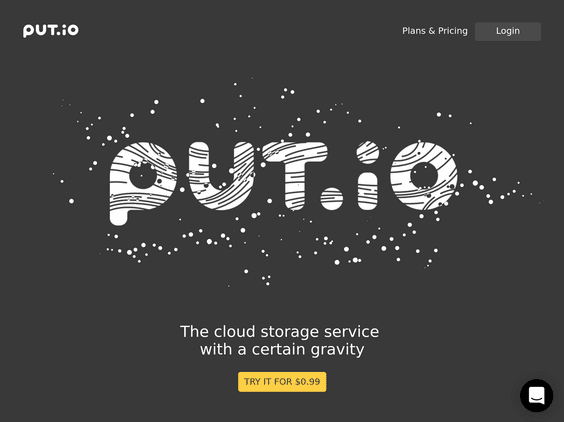 PUT.iO
Plans & Pricing
Login
PUT.iO
The cloud storage service
with a certain gravity
TRY IT FOR $0.99